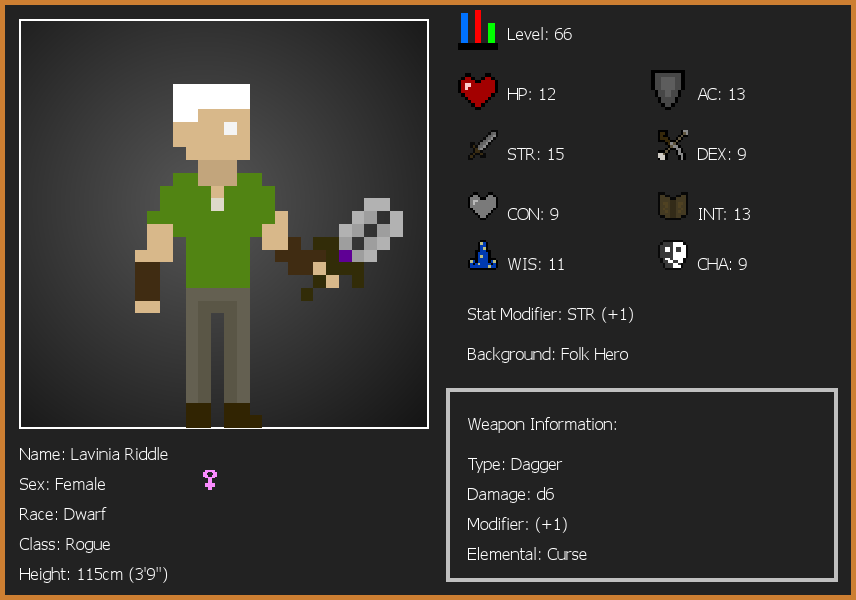 Level: 66
HP: 12
AC: 13
STR: 15
DEX: 9
CON: 9
INT: 13
WIS: 11
CHA: 9
Stat Modifier: STR (+1)
Background: Folk Hero
Weapon Information:
Type: Dagger
Damage: d6
Modifier: (+1)
Elemental: Curse
Name: Lavinia Riddle
Sex: Female
Race: Dwarf
Class: Rogue
Height: 115cm (3'9")